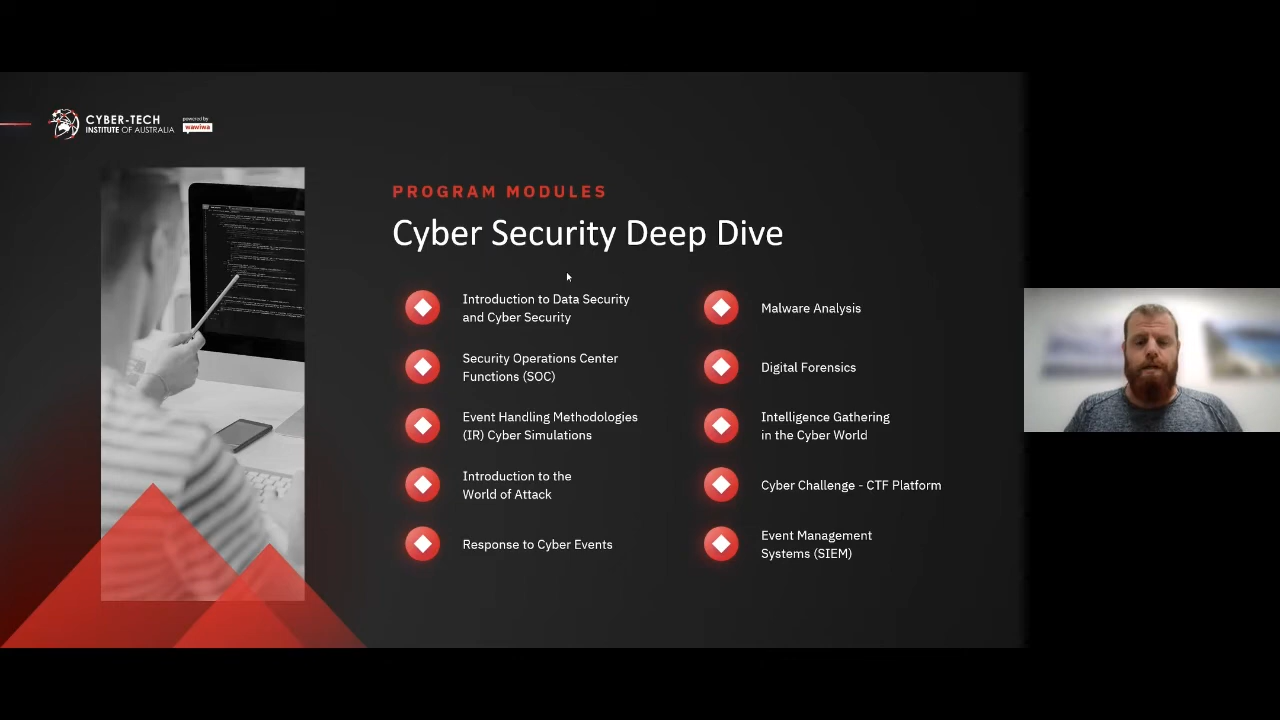 CYBER-TECH
INSTITUTE OF AUSTRALIA
powered by
wawiwa
PROGRAM MODULES
Cyber Security Deep Dive
Introduction to Data Security
and Cyber Security
Security Operations Center
Functions (SOC)
Event Handling Methodologies
(IR) Cyber Simulations
Introduction to the
World of Attack
Response to Cyber Events
Malware Analysis
Digital Forensics
Intelligence Gathering
in the Cyber World
Cyber Challenge - CTF Platform
Event Management
Systems (SIEM)